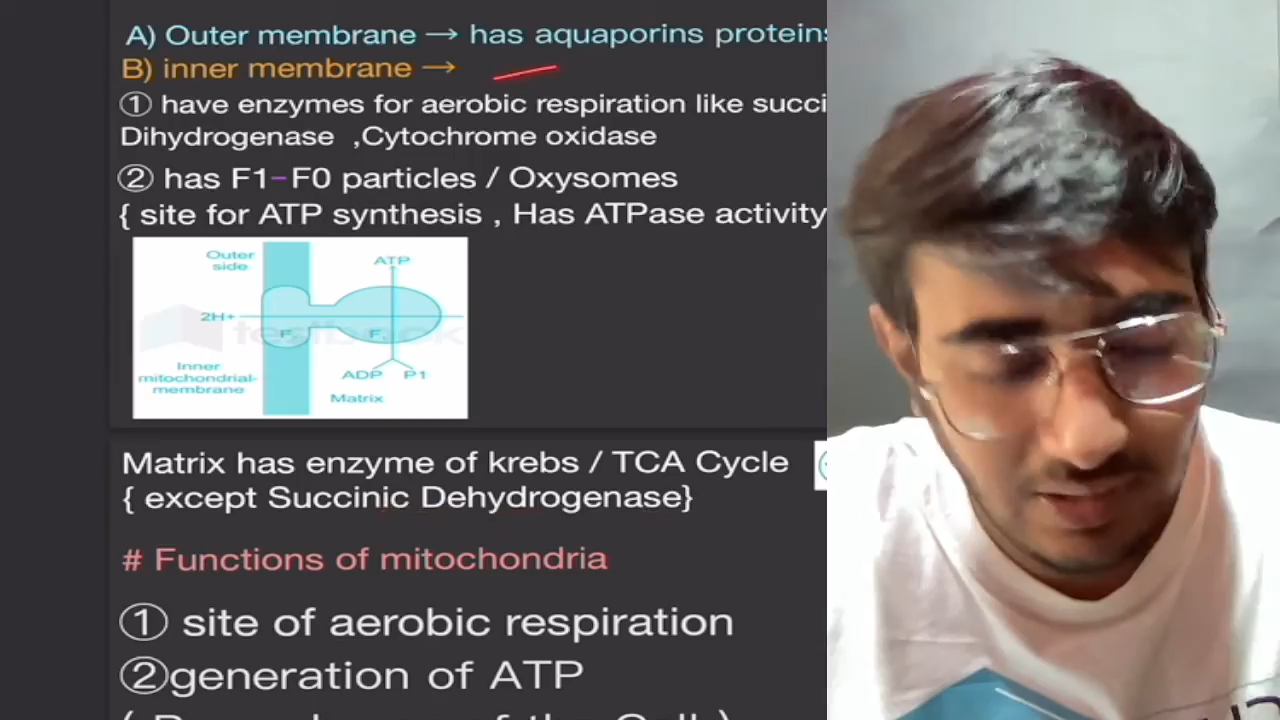 A) Outer membrane → has aquaporins proteins
B) inner membrane →
① have enzymes for aerobic respiration like succi
Dihydrogenase ,Cytochrome oxidase
② has F1-F0 particles / Oxysomes
{ site for ATP synthesis , Has ATPase activity
Outer
side
ATP
2H+
testbook
F
F
Inner
mitochondrial-
membrane
ADP P1
Matrix
Matrix has enzyme of krebs / TCA Cycle
{ except Succinic Dehydrogenase}
# Functions of mitochondria
① site of aerobic respiration
②generation of ATP